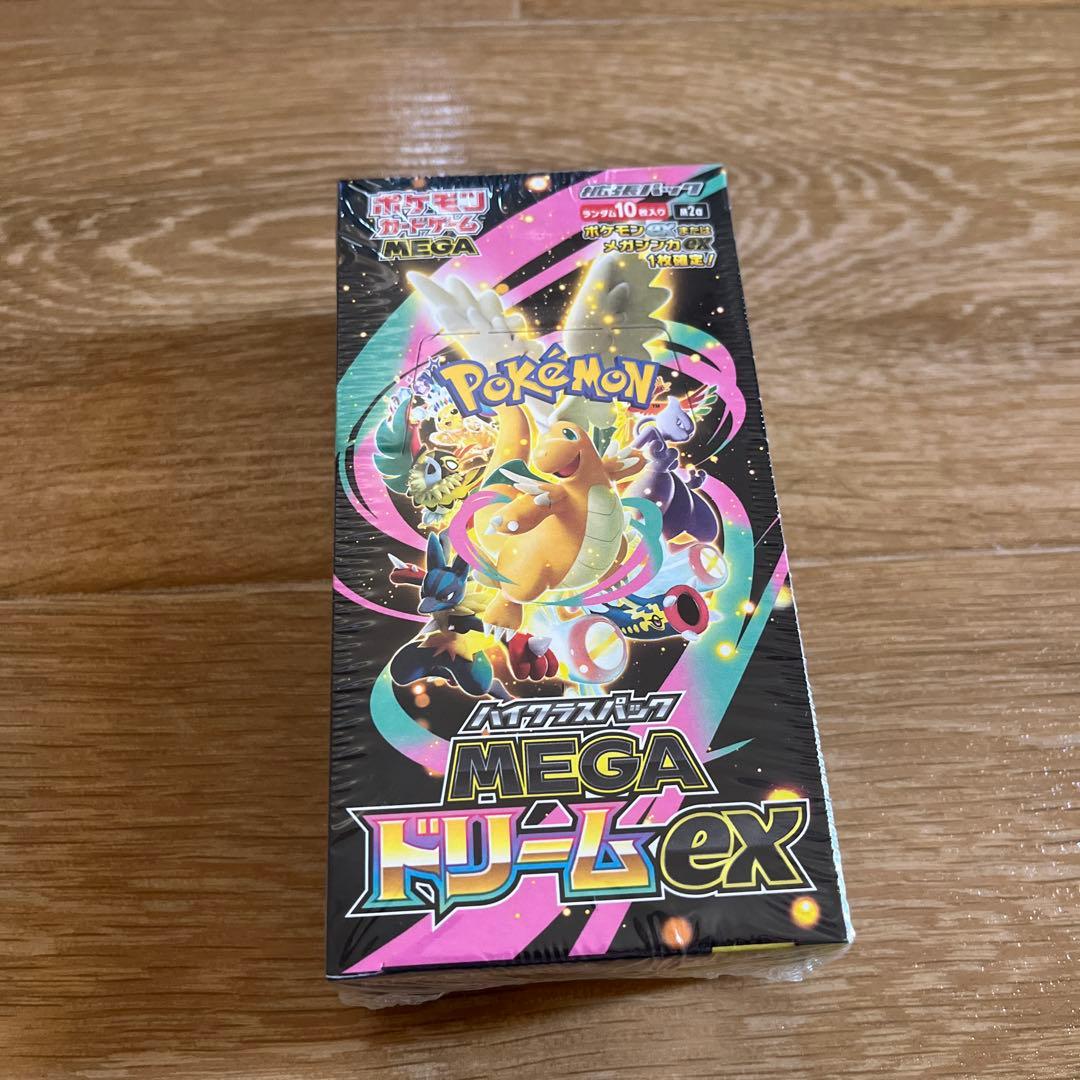 ポケモン
カードゲーム
MEGA
拡張パック
ランダム10枚入り m2a
ポケモンexまたは
メガシンカex
1枚確定!
POKéMON
TM
ハイクラスパック
MEGA
ドリームex